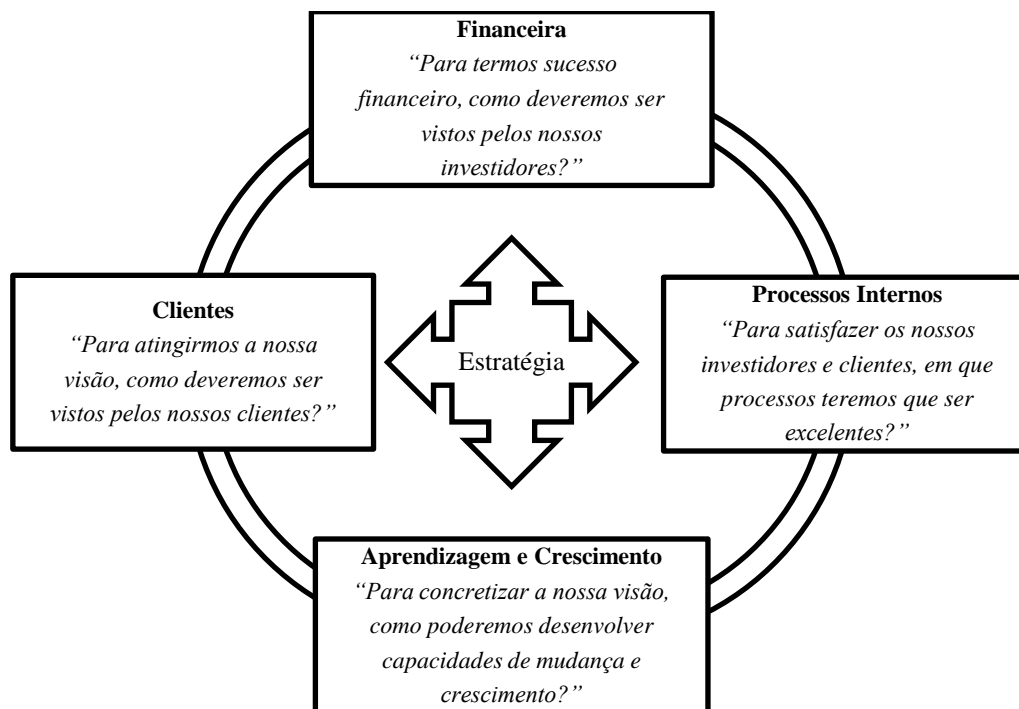 Financeira
“Para termos sucesso
financeiro, como deveremos ser
vistos pelos nossos
investidores?”
Clientes
“Para atingirmos a nossa
visão, como deveremos ser
vistos pelos nossos clientes?”
Estratégia
Processos Internos
“Para satisfazer os nossos
investidores e clientes, em que
processos teremos que ser
excelentes?”
Aprendizagem e Crescimento
“Para concretizar a nossa visão,
como poderemos desenvolver
capacidades de mudança e
crescimento?”